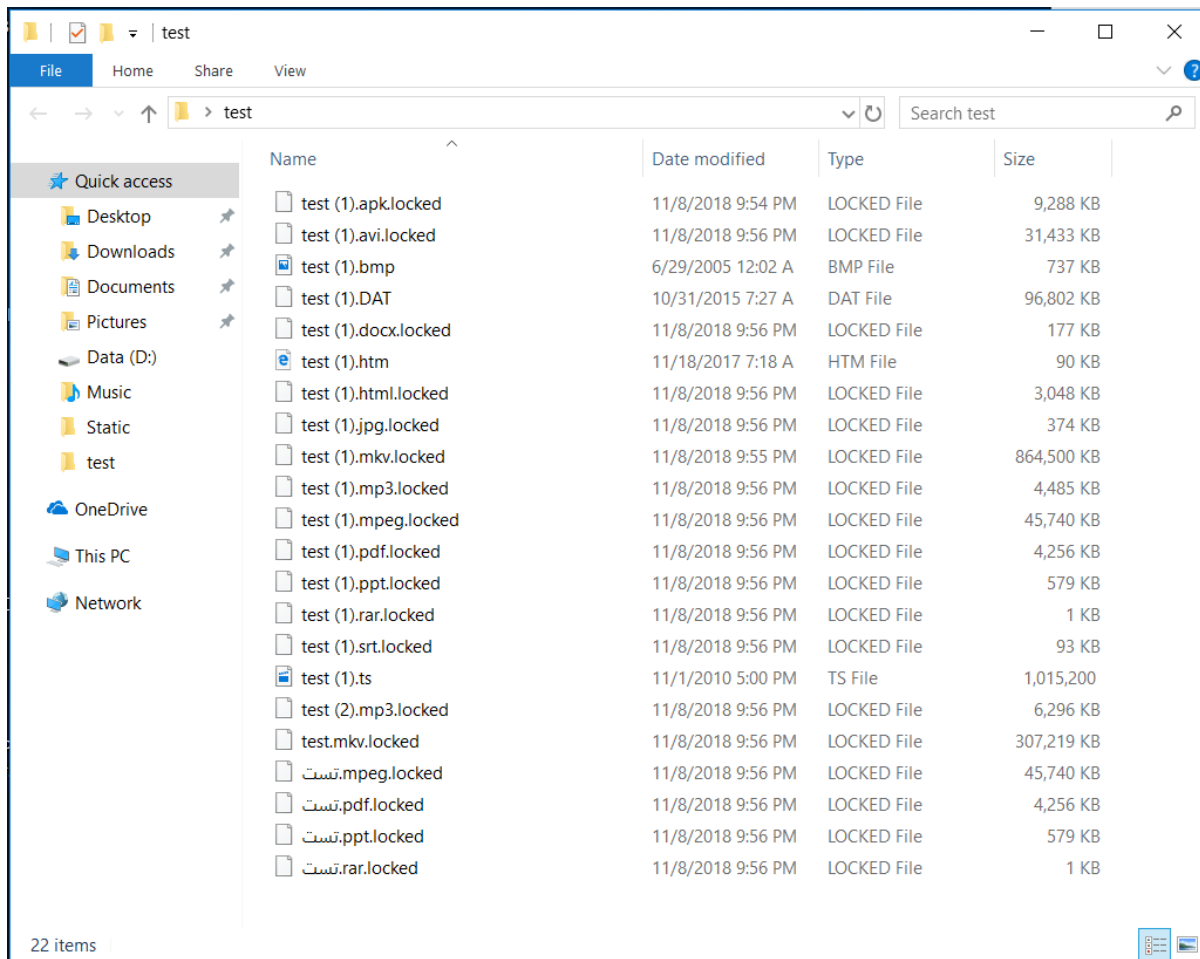 test
File Home Share View
test
Search test
Name Date modified Type Size
Quick access
Desktop
Downloads
Documents
Pictures
Data (D:)
Music
Static
test
OneDrive
This PC
Network
test (1).apk.locked 11/8/2018 9:54 PM LOCKED File 9,288 KB
test (1).avi.locked 11/8/2018 9:56 PM LOCKED File 31,433 KB
test (1).bmp 6/29/2005 12:02 A BMP File 737 KB
test (1).DAT 10/31/2015 7:27 A DAT File 96,802 KB
test (1).docx.locked 11/8/2018 9:56 PM LOCKED File 177 KB
test (1).htm 11/18/2017 7:18 A HTM File 90 KB
test (1).html.locked 11/8/2018 9:56 PM LOCKED File 3,048 KB
test (1).jpg.locked 11/8/2018 9:56 PM LOCKED File 374 KB
test (1).mkv.locked 11/8/2018 9:55 PM LOCKED File 864,500 KB
test (1).mp3.locked 11/8/2018 9:56 PM LOCKED File 4,485 KB
test (1).mpeg.locked 11/8/2018 9:56 PM LOCKED File 45,740 KB
test (1).pdf.locked 11/8/2018 9:56 PM LOCKED File 4,256 KB
test (1).ppt.locked 11/8/2018 9:56 PM LOCKED File 579 KB
test (1).rar.locked 11/8/2018 9:56 PM LOCKED File 1 KB
test (1).srt.locked 11/8/2018 9:56 PM LOCKED File 93 KB
test (1).ts 11/1/2010 5:00 PM TS File 1,015,200
test (2).mp3.locked 11/8/2018 9:56 PM LOCKED File 6,296 KB
test.mkv.locked 11/8/2018 9:56 PM LOCKED File 307,219 KB
تست.mpeg.locked 11/8/2018 9:56 PM LOCKED File 45,740 KB
تست.pdf.locked 11/8/2018 9:56 PM LOCKED File 4,256 KB
تست.ppt.locked 11/8/2018 9:56 PM LOCKED File 579 KB
تست.rar.locked 11/8/2018 9:56 PM LOCKED File 1 KB
22 items